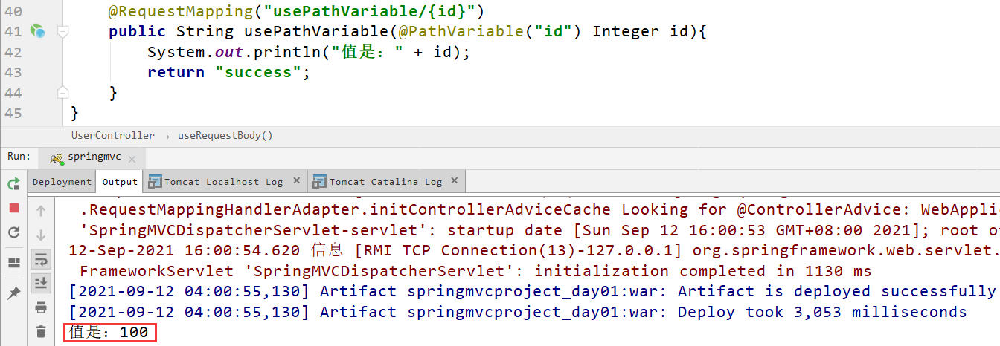 40 @RequestMapping("usePathVariable/{id}")
41 public String usePathVariable(@PathVariable("id") Integer id){
42 System.out.println("值是：" + id);
43 return "success";
44 }
45 }
UserController › useRequestBody()
Run: springmvc
Deployment Output Tomcat Localhost Log Tomcat Catalina Log
.RequestMappingHandlerAdapter.initControllerAdviceCache Looking for @ControllerAdvice: WebApplic
'SpringMVCDispatcherServlet-servlet': startup date [Sun Sep 12 16:00:53 GMT+08:00 2021]; root o
12-Sep-2021 16:00:54.620 信息 [RMI TCP Connection(13)-127.0.0.1] org.springframework.web.servlet.
FrameworkServlet 'SpringMVCDispatcherServlet': initialization completed in 1130 ms
[2021-09-12 04:00:55,130] Artifact springmvcproject_day01:war: Artifact is deployed successfully
[2021-09-12 04:00:55,130] Artifact springmvcproject_day01:war: Deploy took 3,053 milliseconds
值是：100